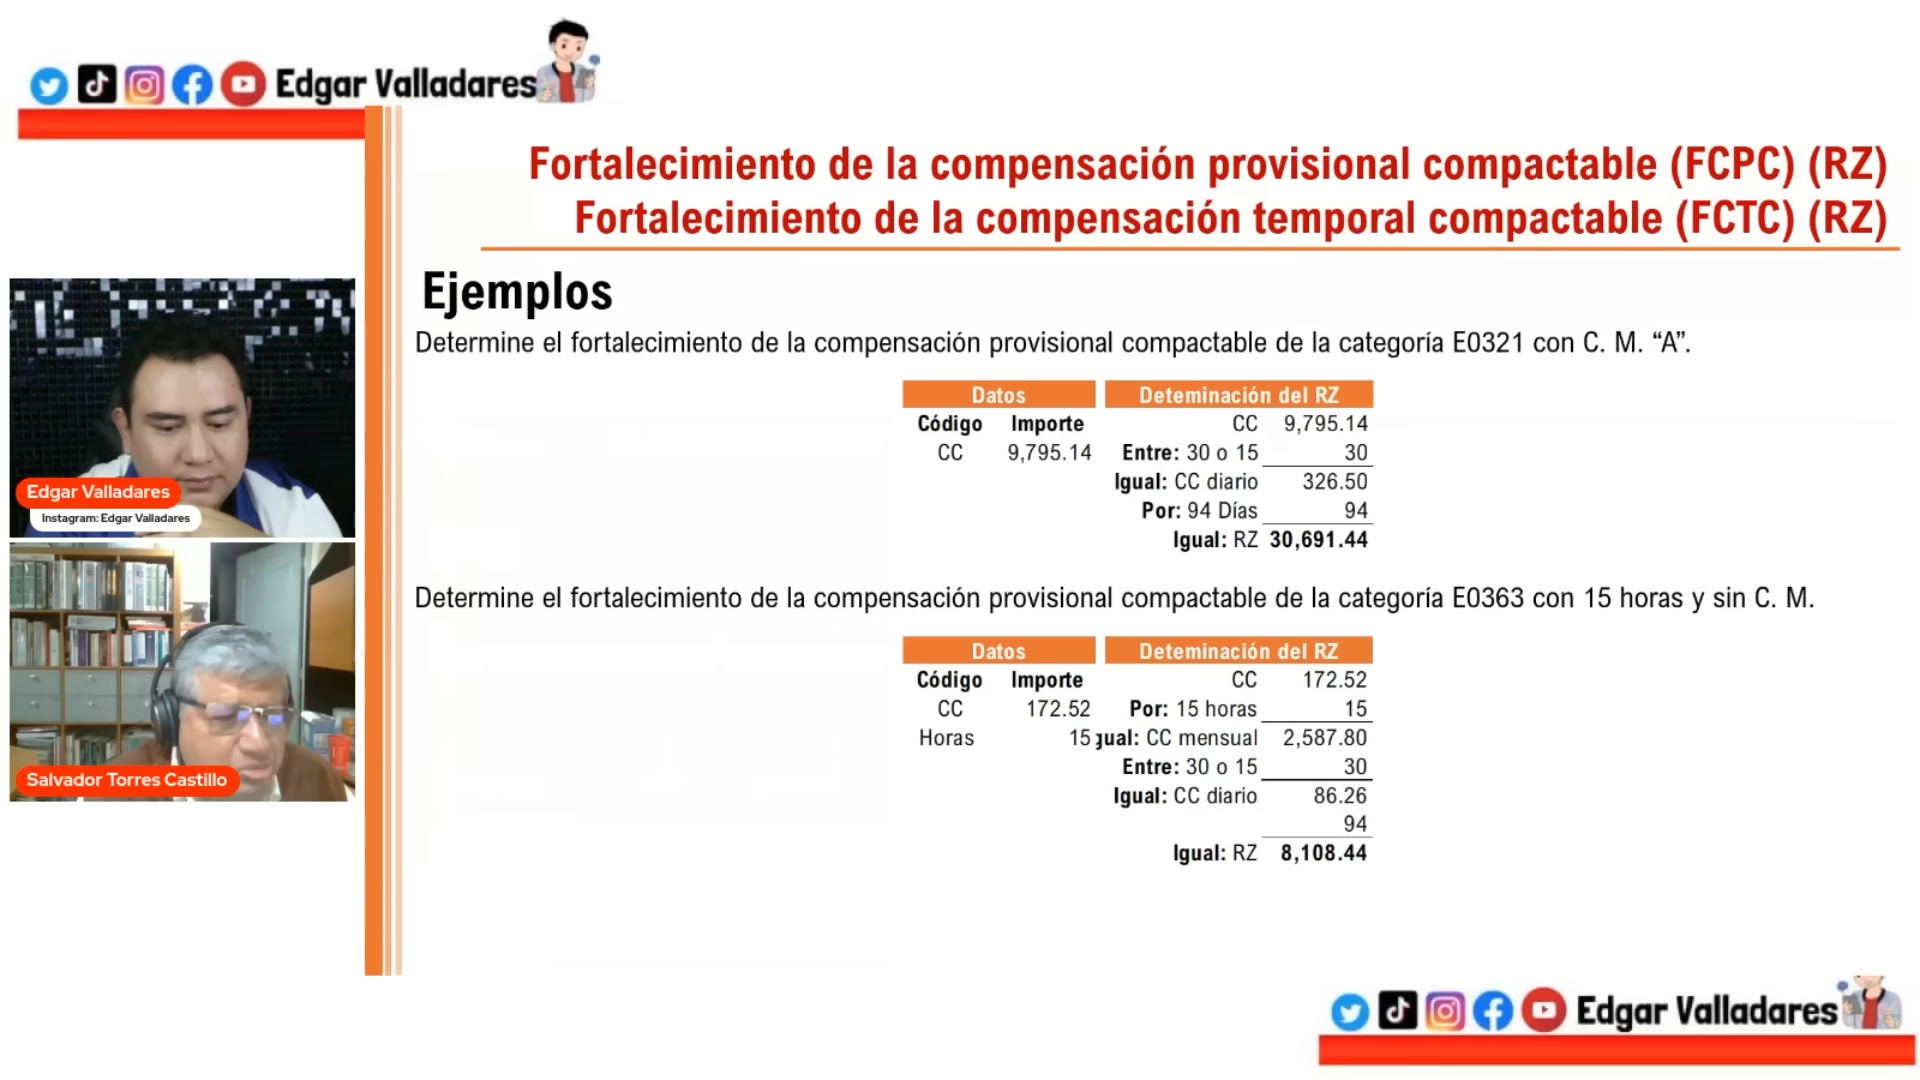 Edgar Valladares
Fortalecimiento de la compensación provisional compactable (FCPC) (RZ)
Fortalecimiento de la compensación temporal compactable (FCTC) (RZ)
Ejemplos
Determine el fortalecimiento de la compensación provisional compactable de la categoría E0321 con C. M. “A”.
Datos Deteminación del RZ
Código Importe CC 9,795.14
CC 9,795.14 Entre: 30 o 15 30
Igual: CC diario 326.50
Por: 94 Días 94
Igual: RZ 30,691.44
Edgar Valladares
Instagram: Edgar Valladares
Determine el fortalecimiento de la compensación provisional compactable de la categoría E0363 con 15 horas y sin C. M.
Datos Deteminación del RZ
Código Importe CC 172.52
CC 172.52 Por: 15 horas 15
Horas 15 gual: CC mensual 2,587.80
Entre: 30 o 15 30
Igual: CC diario 86.26
94
Igual: RZ 8,108.44
Salvador Torres Castillo
Edgar Valladares